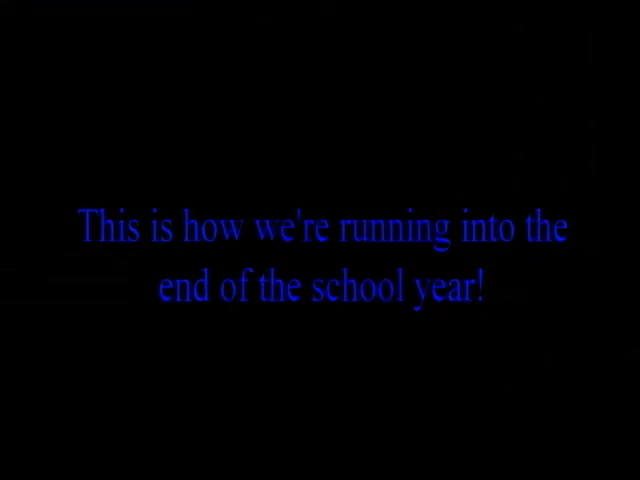 This is how we're running into the
end of the school year!